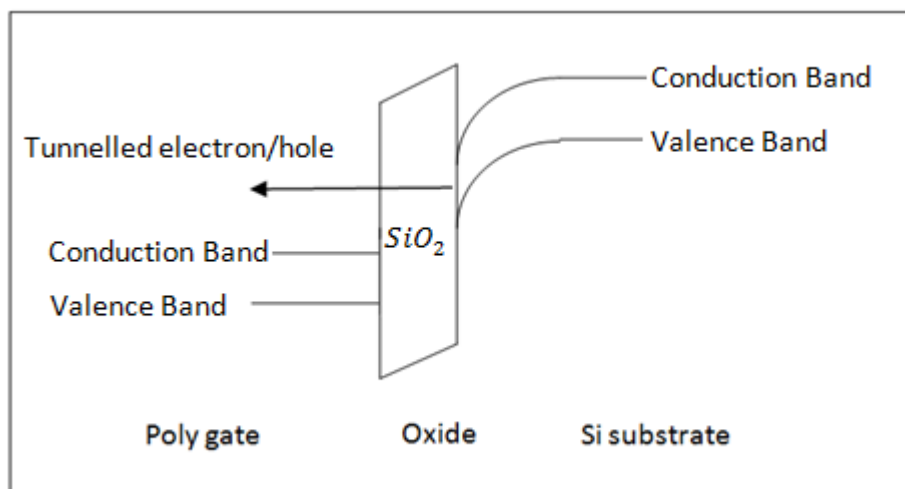 Conduction Band
Valence Band
Tunnelled electron/hole
SiO₂
Conduction Band
Valence Band
Poly gate Oxide Si substrate